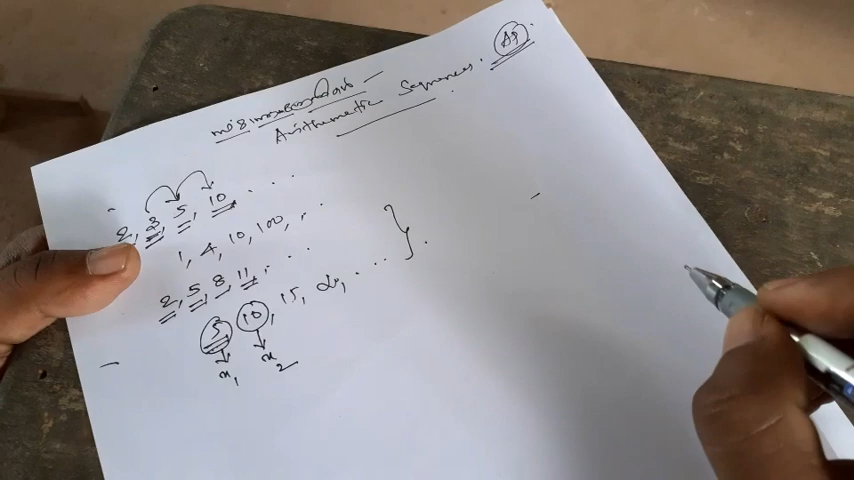 Arithmetic Sequences.
AS
2, 3, 5, 10, . . .
1, 4, 10, 100, . .
2, 5, 8, 11, . . .
5 10, 15, 20, . . .
x1 x2